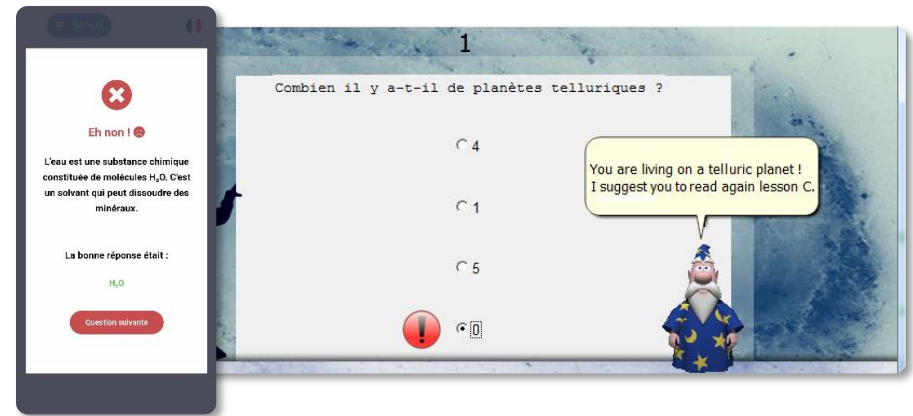 SAPHIR
Eh non !
L'eau est une substance chimique
constituée de molécules H₂O. C'est
un solvant qui peut dissoudre des
minéraux.
La bonne réponse était :
H₂O
Question suivante
1
Combien il y a-t-il de planètes telluriques ?
4
1
5
0
You are living on a telluric planet !
I suggest you to read again lesson C.